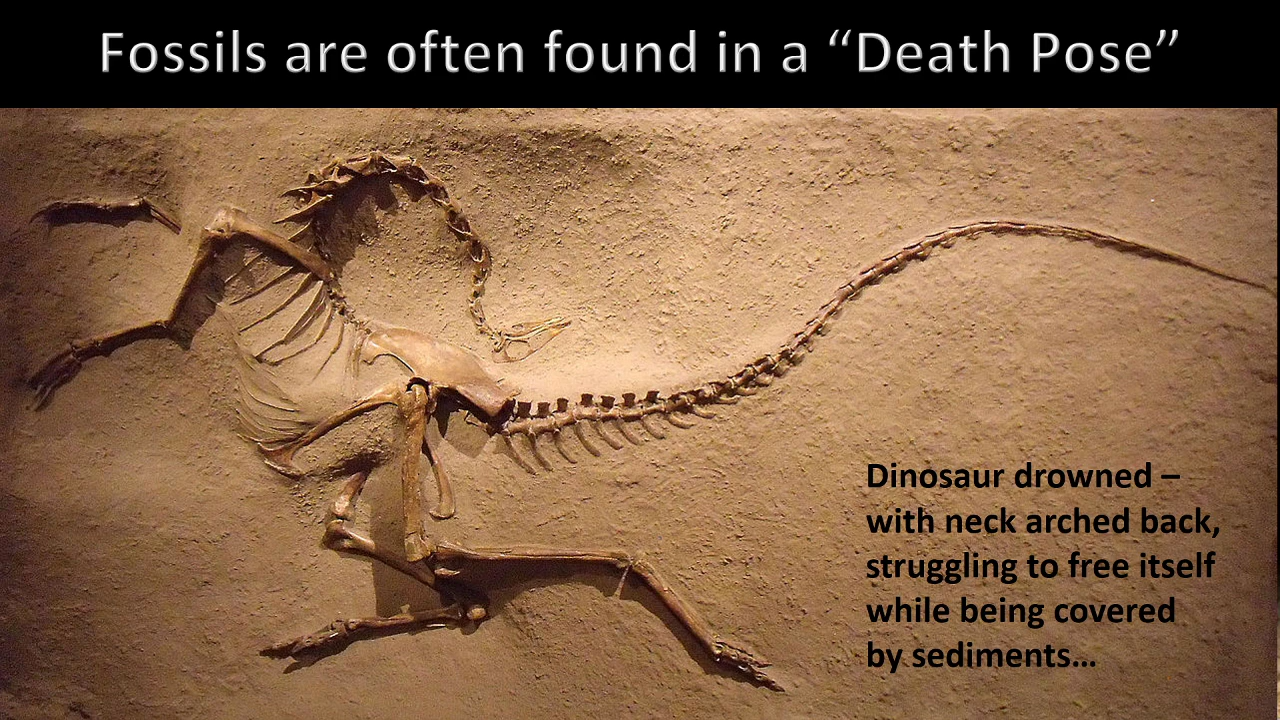 Fossils are often found in a “Death Pose”
Dinosaur drowned –
with neck arched back,
struggling to free itself
while being covered
by sediments…